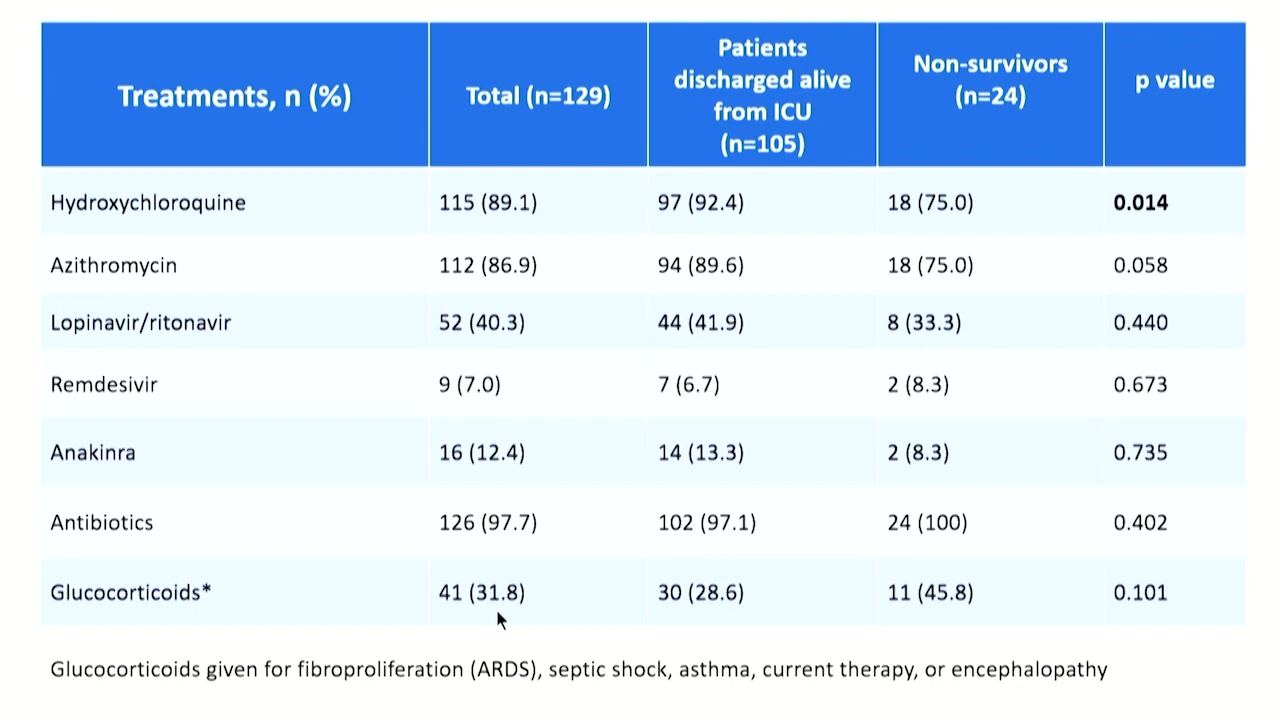 Treatments, n (%) Total (n=129) Patients discharged alive from ICU (n=105) Non-survivors (n=24) p value
Hydroxychloroquine 115 (89.1) 97 (92.4) 18 (75.0) 0.014
Azithromycin 112 (86.9) 94 (89.6) 18 (75.0) 0.058
Lopinavir/ritonavir 52 (40.3) 44 (41.9) 8 (33.3) 0.440
Remdesivir 9 (7.0) 7 (6.7) 2 (8.3) 0.673
Anakinra 16 (12.4) 14 (13.3) 2 (8.3) 0.735
Antibiotics 126 (97.7) 102 (97.1) 24 (100) 0.402
Glucocorticoids* 41 (31.8) 30 (28.6) 11 (45.8) 0.101
Glucocorticoids given for fibroproliferation (ARDS), septic shock, asthma, current therapy, or encephalopathy